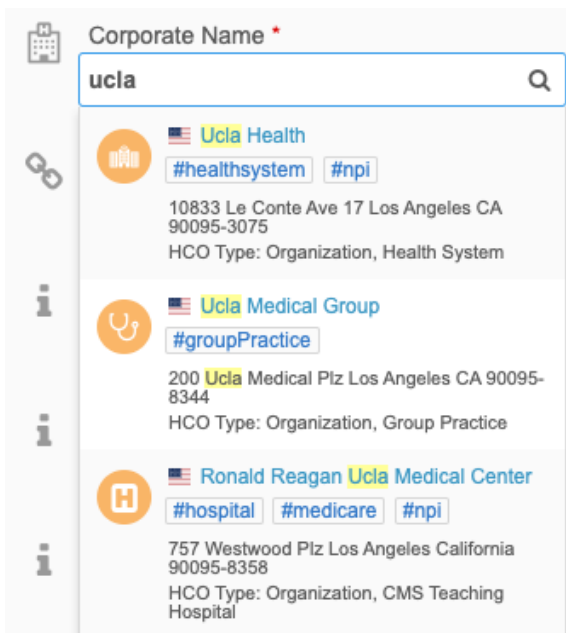 Corporate Name *
ucla
Ucla Health
#healthsystem #npi
10833 Le Conte Ave 17 Los Angeles CA
90095-3075
HCO Type: Organization, Health System
Ucla Medical Group
#groupPractice
200 Ucla Medical Plz Los Angeles CA 90095-
8344
HCO Type: Organization, Group Practice
Ronald Reagan Ucla Medical Center
#hospital #medicare #npi
757 Westwood Plz Los Angeles California
90095-8358
HCO Type: Organization, CMS Teaching
Hospital